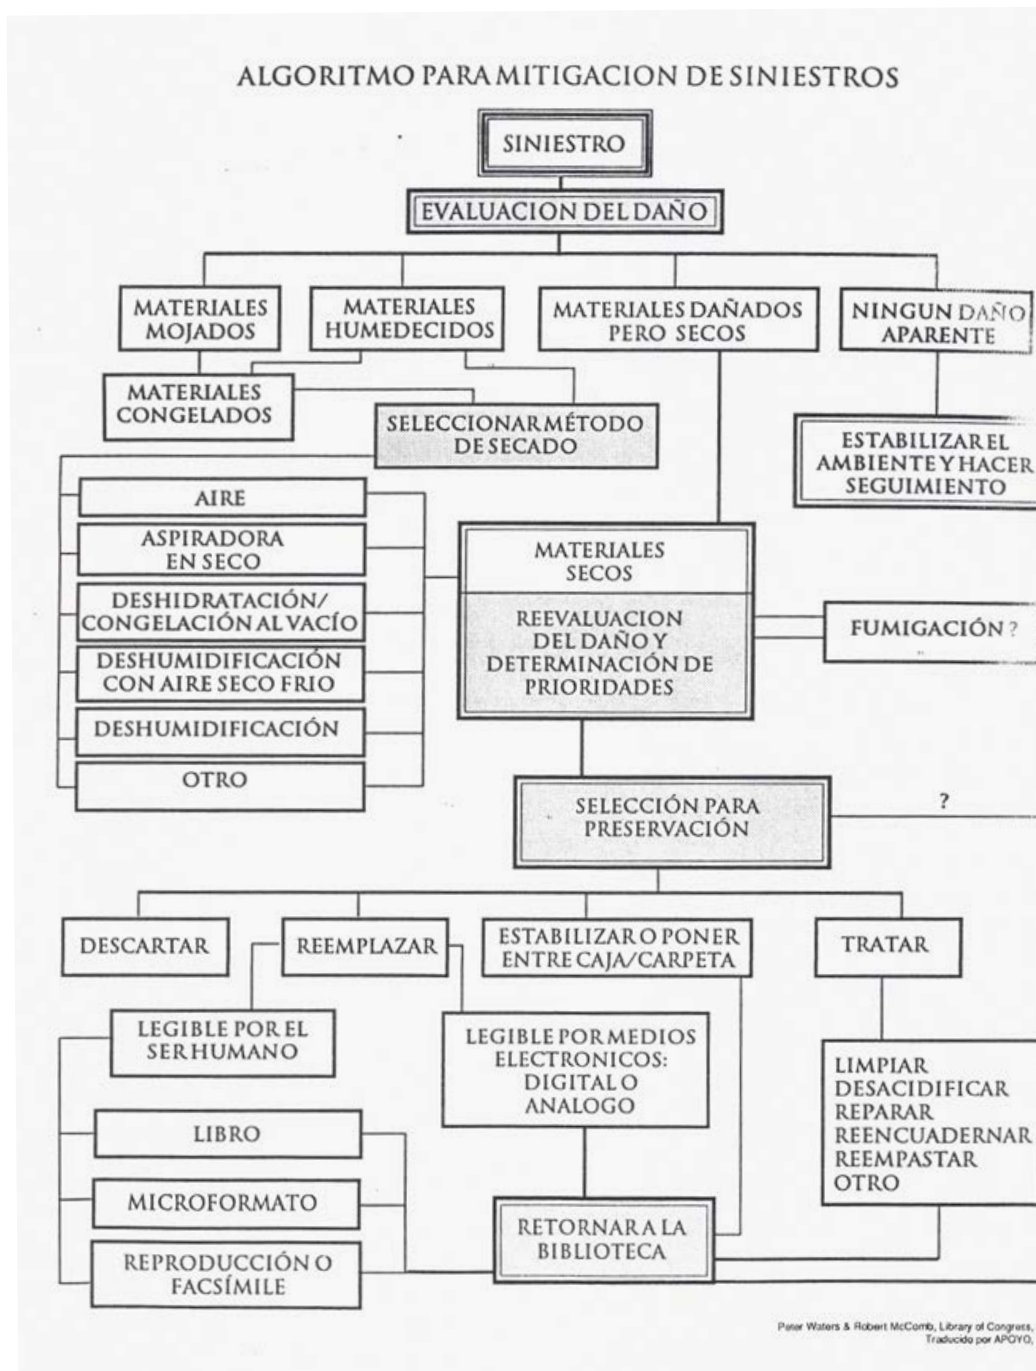 ALGORITMO PARA MITIGACION DE SINIESTROS
SINIESTRO
EVALUACION DEL DAÑO
MATERIALES
MOJADOS
MATERIALES
HUMEDECIDOS
MATERIALES DAÑADOS
PERO SECOS
NINGUN DAÑO
APARENTE
MATERIALES
CONGELADOS
SELECCIONAR MÉTODO
DE SECADO
ESTABILIZAR EL
AMBIENTE Y HACER
SEGUIMIENTO
AIRE
ASPIRADORA
EN SECO
DESHIDRATACIÓN/
CONGELACIÓN AL VACÍO
DESHUMIDIFICACIÓN
CON AIRE SECO FRIO
DESHUMIDIFICACIÓN
OTRO
MATERIALES
SECOS
REEVALUACION
DEL DAÑO Y
DETERMINACIÓN DE
PRIORIDADES
FUMIGACIÓN ?
SELECCIÓN PARA
PRESERVACIÓN
?
DESCARTAR
REEMPLAZAR
ESTABILIZAR O PONER
ENTRE CAJA/CARPETA
TRATAR
LEGIBLE POR EL
SER HUMANO
LEGIBLE POR MEDIOS
ELECTRONICOS:
DIGITAL O
ANALOGO
LIMPIAR
DESACIDIFICAR
REPARAR
REENCUADERNAR
REEMPASTAR
OTRO
LIBRO
MICROFORMATO
REPRODUCCIÓN O
FACSÍMILE
RETORNAR A LA
BIBLIOTECA
Peter Waters & Robert McComb, Library of Congress,
Traducido por APOYO,